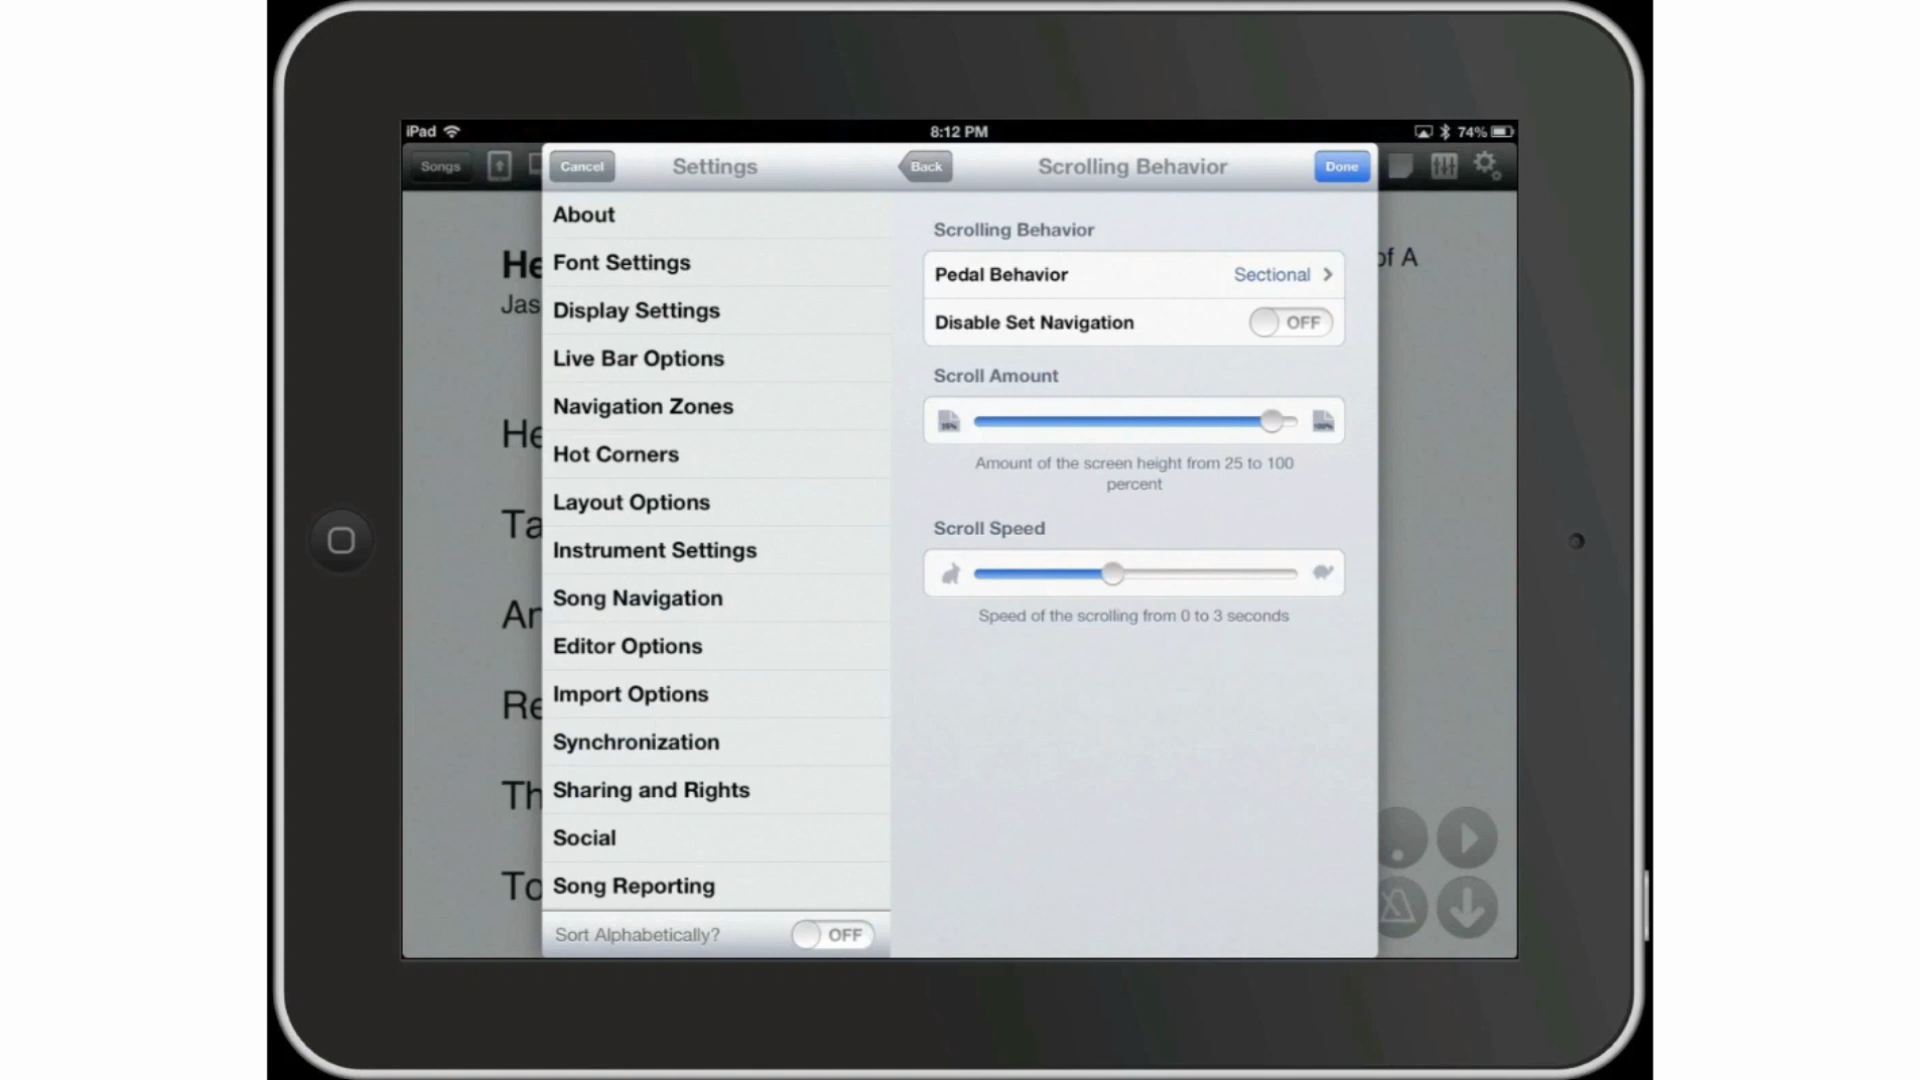 iPad
8:12 PM
74%
Songs
Cancel
Settings
Back
Scrolling Behavior
Done
About
Font Settings
Display Settings
Live Bar Options
Navigation Zones
Hot Corners
Layout Options
Instrument Settings
Song Navigation
Editor Options
Import Options
Synchronization
Sharing and Rights
Social
Song Reporting
Sort Alphabetically?
OFF
Scrolling Behavior
Pedal Behavior
Sectional
Disable Set Navigation
OFF
Scroll Amount
100%
Amount of the screen height from 25 to 100
percent
Scroll Speed
Speed of the scrolling from 0 to 3 seconds
He
Jas
of A
He
Ta
An
Re
Th
To